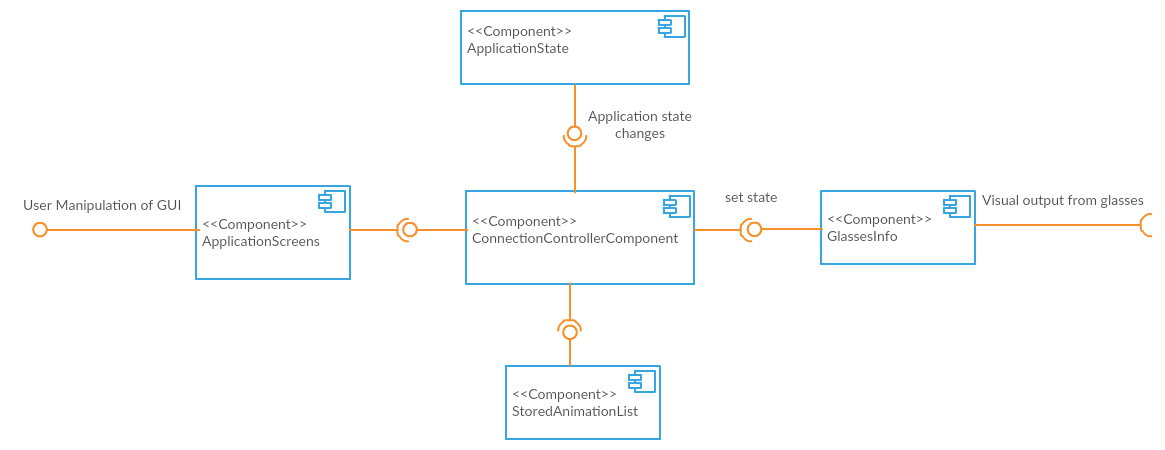 <<Component>>
ApplicationState
Application state
changes
User Manipulation of GUI
<<Component>>
ApplicationScreens
<<Component>>
ConnectionControllerComponent
set state
<<Component>>
GlassesInfo
Visual output from glasses
<<Component>>
StoredAnimationList